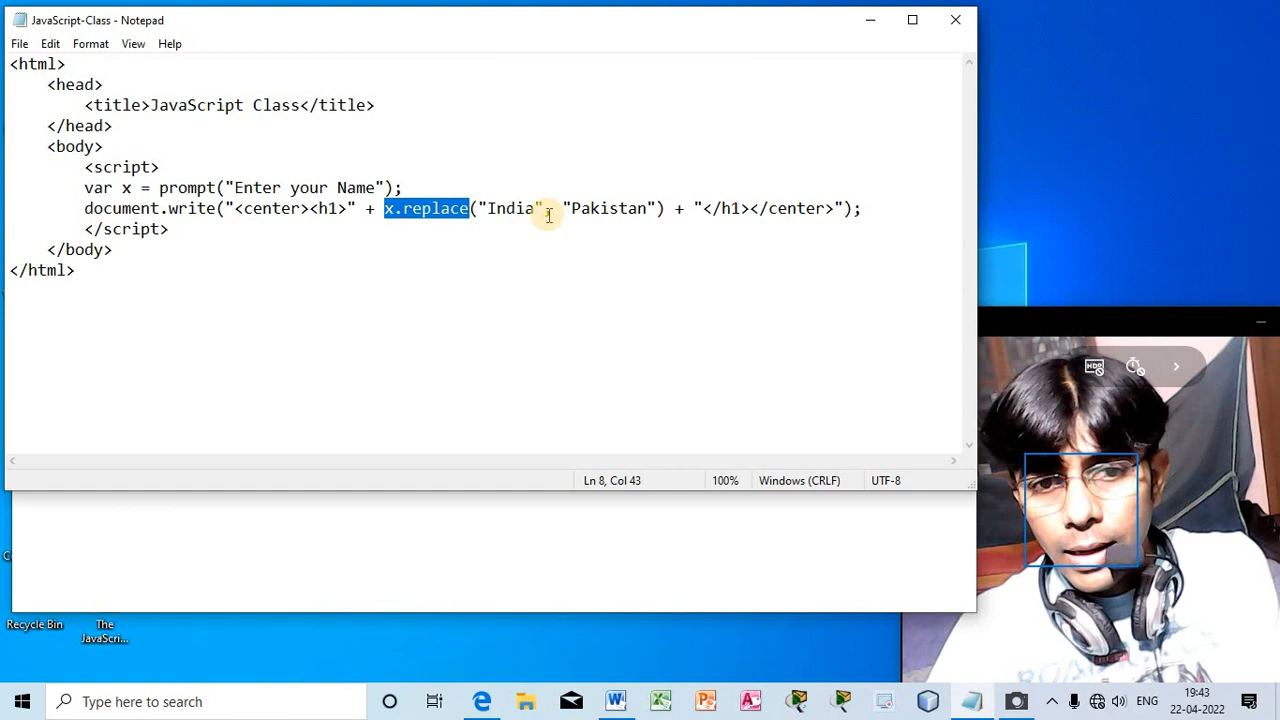 JavaScript-Class - Notepad
File Edit Format View Help
<html>
<head>
<title>JavaScript Class</title>
</head>
<body>
<script>
var x = prompt("Enter your Name");
document.write("<center><h1>" + x.replace("India", "Pakistan") + "</h1></center>");
</script>
</body>
</html>
Ln 8, Col 43 100% Windows (CRLF) UTF-8
HDR
Recycle Bin
The JavaScri...
Type here to search
ENG
19:43
22-04-2022